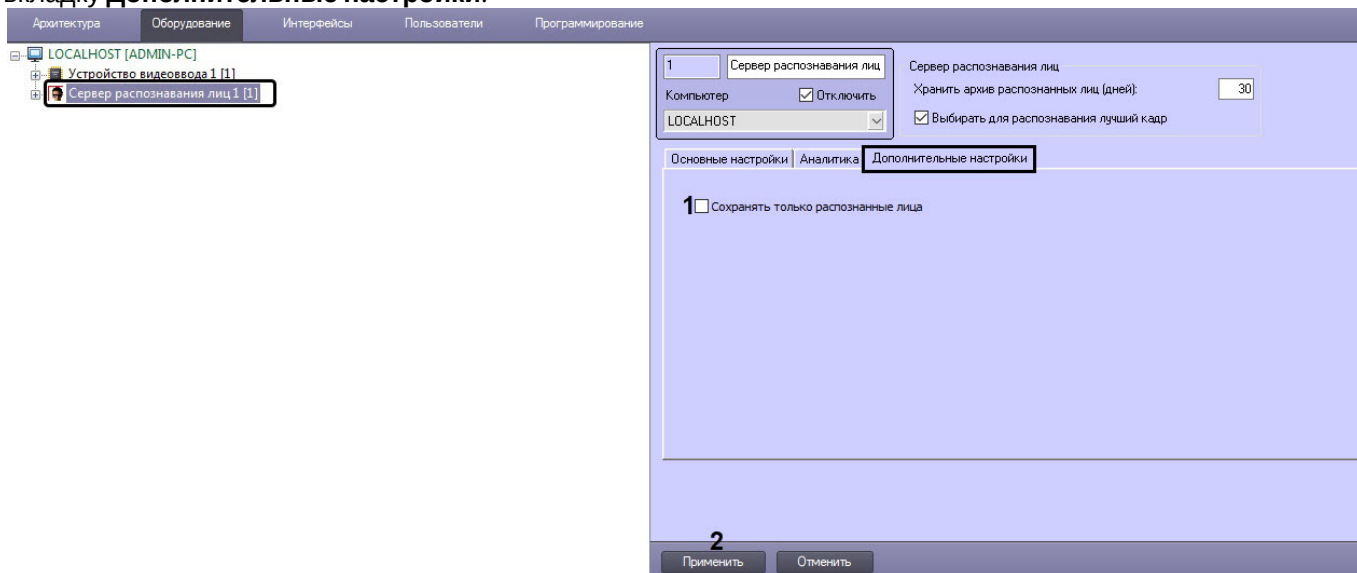 вкладку Дополнительные настройки.
Архитектура Оборудование Интерфейсы Пользователи Программирование
LOCALHOST [ADMIN-PC]
Устройство видеоввода 1 [1]
Сервер распознавания лиц 1 [1]
1 Сервер распознавания лиц
Компьютер Отключить
LOCALHOST
Сервер распознавания лиц
Хранить архив распознанных лиц (дней): 30
Выбирать для распознавания лучший кадр
Основные настройки Аналитика Дополнительные настройки
1 Сохранять только распознанные лица
2
Применить Отменить